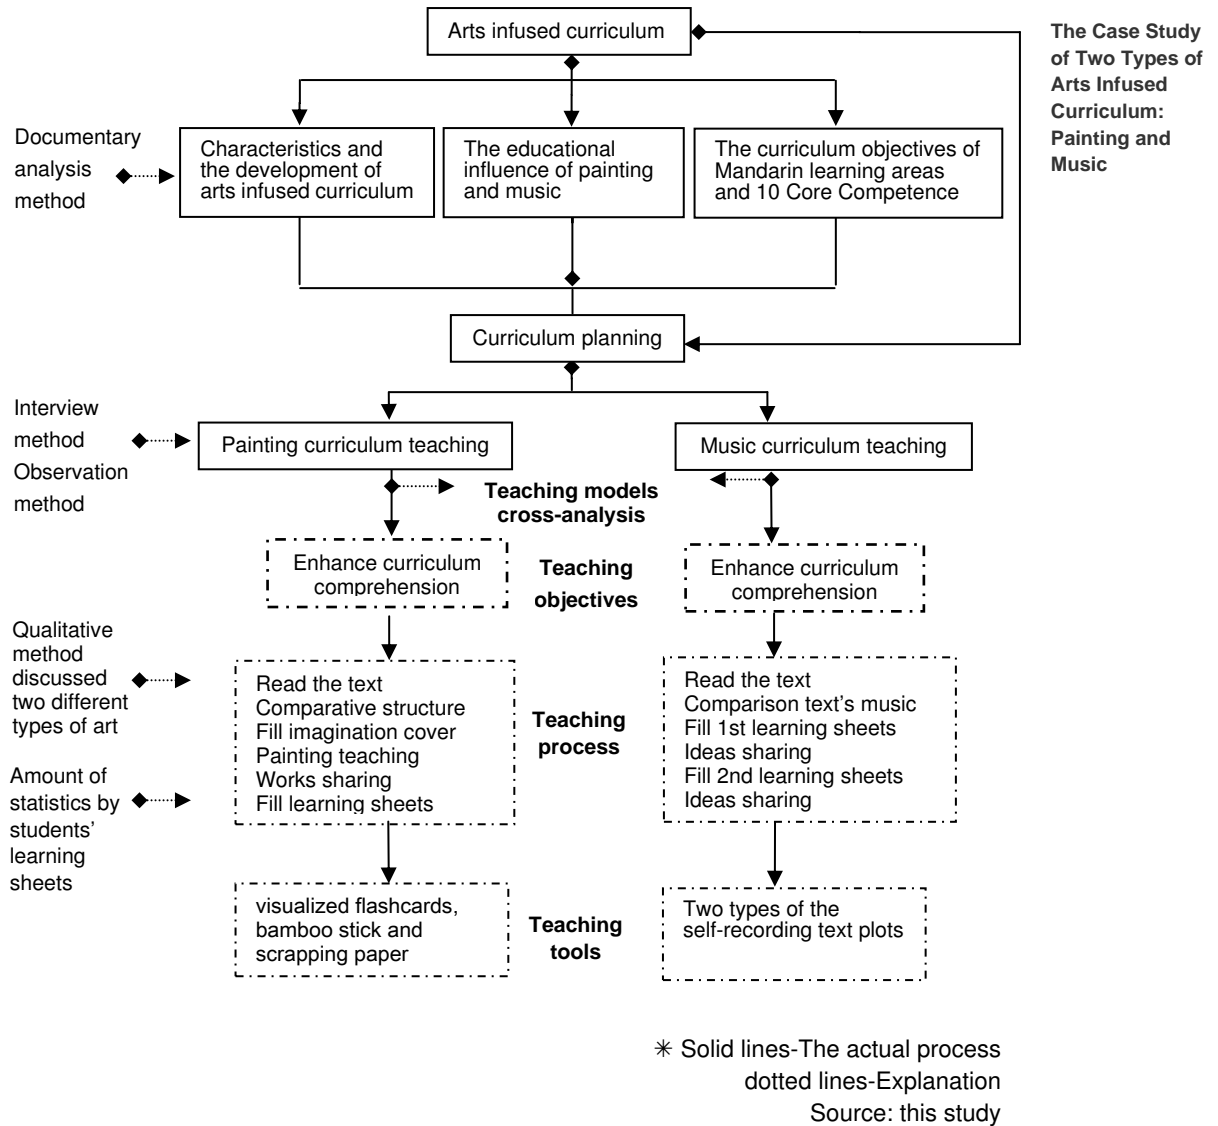 Arts infused curriculum
The Case Study
of Two Types of
Arts Infused
Curriculum:
Painting and
Music
Documentary
analysis
method
Characteristics and
the development of
arts infused curriculum
The educational
influence of painting
and music
The curriculum objectives of
Mandarin learning areas
and 10 Core Competence
Curriculum planning
Interview
method
Observation
method
Painting curriculum teaching
Music curriculum teaching
Teaching models
cross-analysis
Enhance curriculum
comprehension
Teaching
objectives
Enhance curriculum
comprehension
Qualitative
method
discussed
two different
types of art
Read the text
Comparative structure
Fill imagination cover
Painting teaching
Works sharing
Fill learning sheets
Teaching
process
Read the text
Comparison text's music
Fill 1st learning sheets
Ideas sharing
Fill 2nd learning sheets
Ideas sharing
Amount of
statistics by
students'
learning
sheets
visualized flashcards,
bamboo stick and
scrapping paper
Teaching
tools
Two types of the
self-recording text plots
✳ Solid lines-The actual process
dotted lines-Explanation
Source: this study